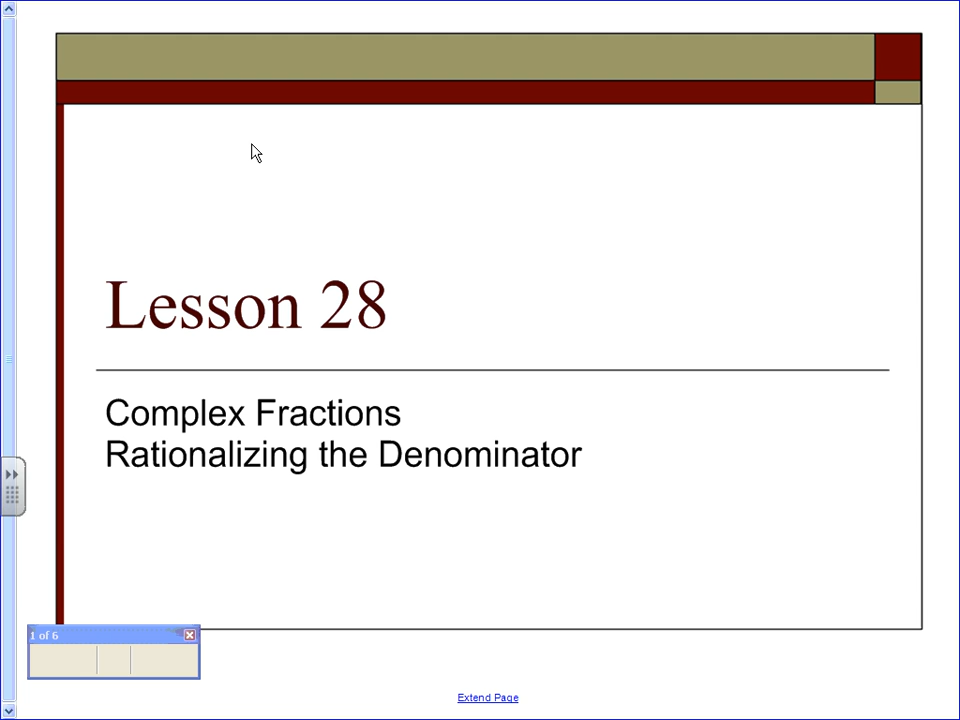 Lesson 28
Complex Fractions
Rationalizing the Denominator
1 of 6
Extend Page